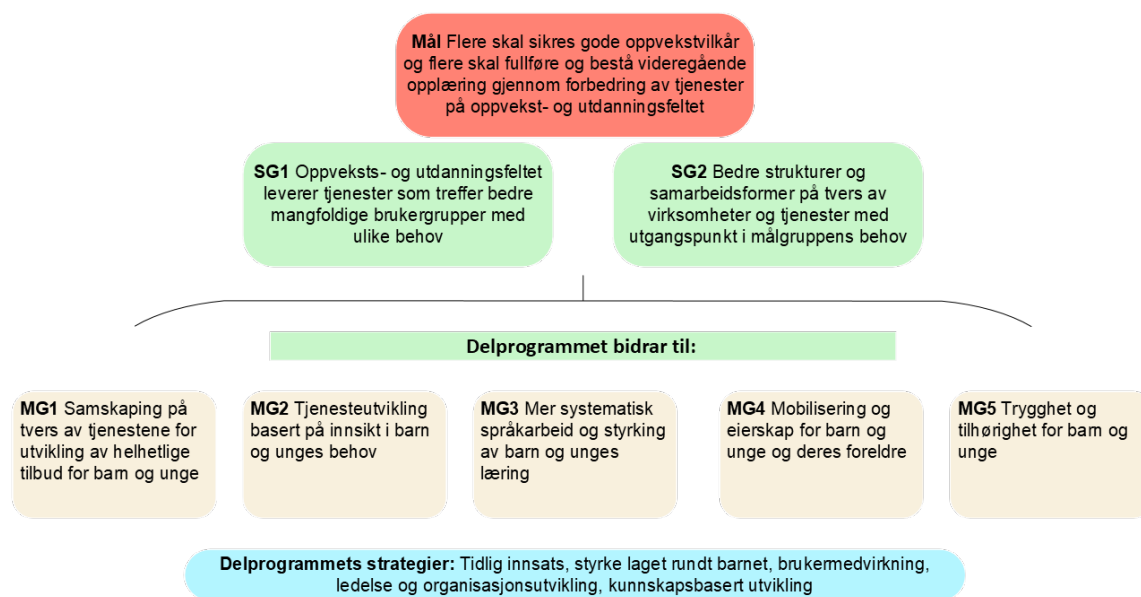 Mål Flere skal sikres gode oppvekstvilkår
og flere skal fullføre og bestå videregående
opplæring gjennom forbedring av tjenester
på oppvekst- og utdanningsfeltet
SG1 Oppveksts- og utdanningsfeltet
leverer tjenester som treffer bedre
mangfoldige brukergrupper med
ulike behov
SG2 Bedre strukturer og
samarbeidsformer på tvers av
virksomheter og tjenester med
utgangspunkt i målgruppens behov
Delprogrammet bidrar til:
MG1 Samskaping på
tvers av tjenestene for
utvikling av helhetlige
tilbud for barn og unge
MG2 Tjenesteutvikling
basert på innsikt i barn
og unges behov
MG3 Mer systematisk
språkarbeid og styrking
av barn og unges
læring
MG4 Mobilisering og
eierskap for barn og
unge og deres foreldre
MG5 Trygghet og
tilhørighet for barn og
unge
Delprogrammets strategier: Tidlig innsats, styrke laget rundt barnet, brukermedvirkning,
ledelse og organisasjonsutvikling, kunnskapsbasert utvikling